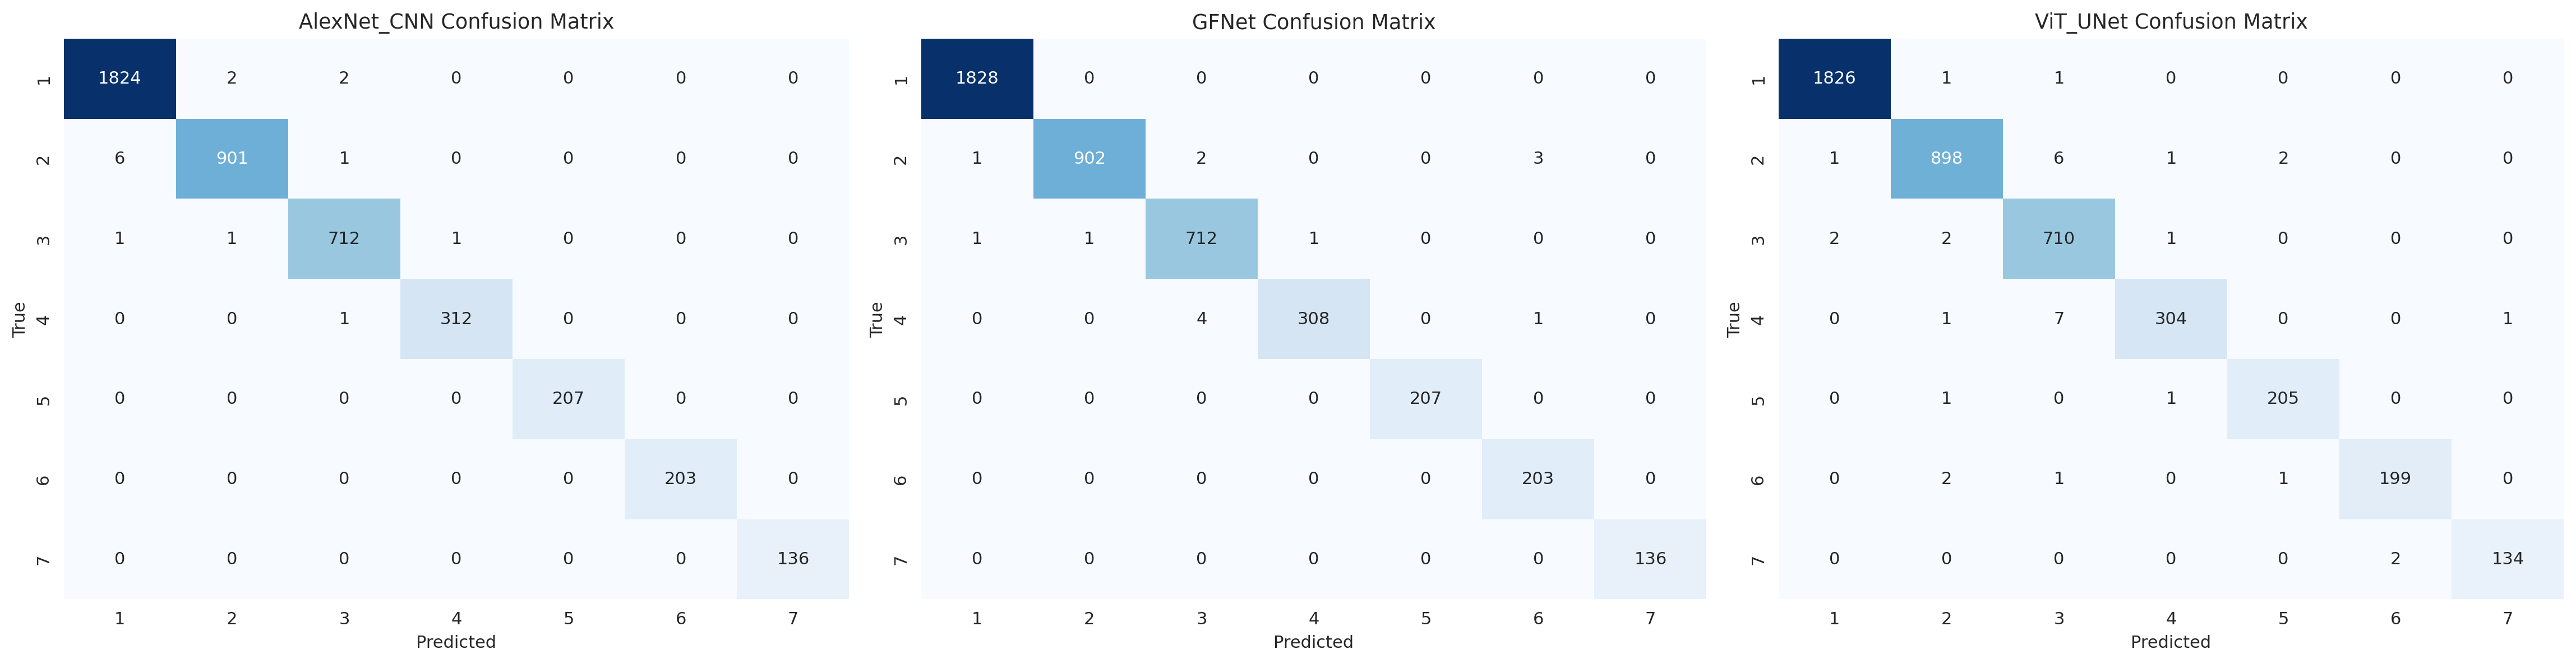 AlexNet_CNN Confusion Matrix
1 1824 2 2 0 0 0 0
2 6 901 1 0 0 0 0
3 1 1 712 1 0 0 0
4 0 0 1 312 0 0 0
5 0 0 0 0 207 0 0
6 0 0 0 0 0 203 0
7 0 0 0 0 0 0 136
True
1 2 3 4 5 6 7
Predicted
GFNet Confusion Matrix
1 1828 0 0 0 0 0 0
2 1 902 2 0 0 3 0
3 1 1 712 1 0 0 0
4 0 0 4 308 0 1 0
5 0 0 0 0 207 0 0
6 0 0 0 0 0 203 0
7 0 0 0 0 0 0 136
True
1 2 3 4 5 6 7
Predicted
ViT_UNet Confusion Matrix
1 1826 1 1 0 0 0 0
2 1 898 6 1 2 0 0
3 2 2 710 1 0 0 0
4 0 1 7 304 0 0 1
5 0 1 0 1 205 0 0
6 0 2 1 0 1 199 0
7 0 0 0 0 0 2 134
True
1 2 3 4 5 6 7
Predicted